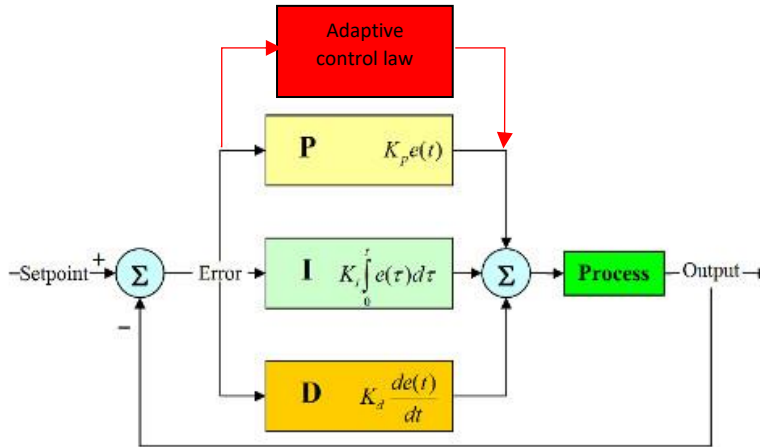 Adaptive
control law
P K_p e(t)
Setpoint + Σ Error I K_i ∫_0^t e(τ)dτ Σ Process Output
−
D K_d de(t)/dt